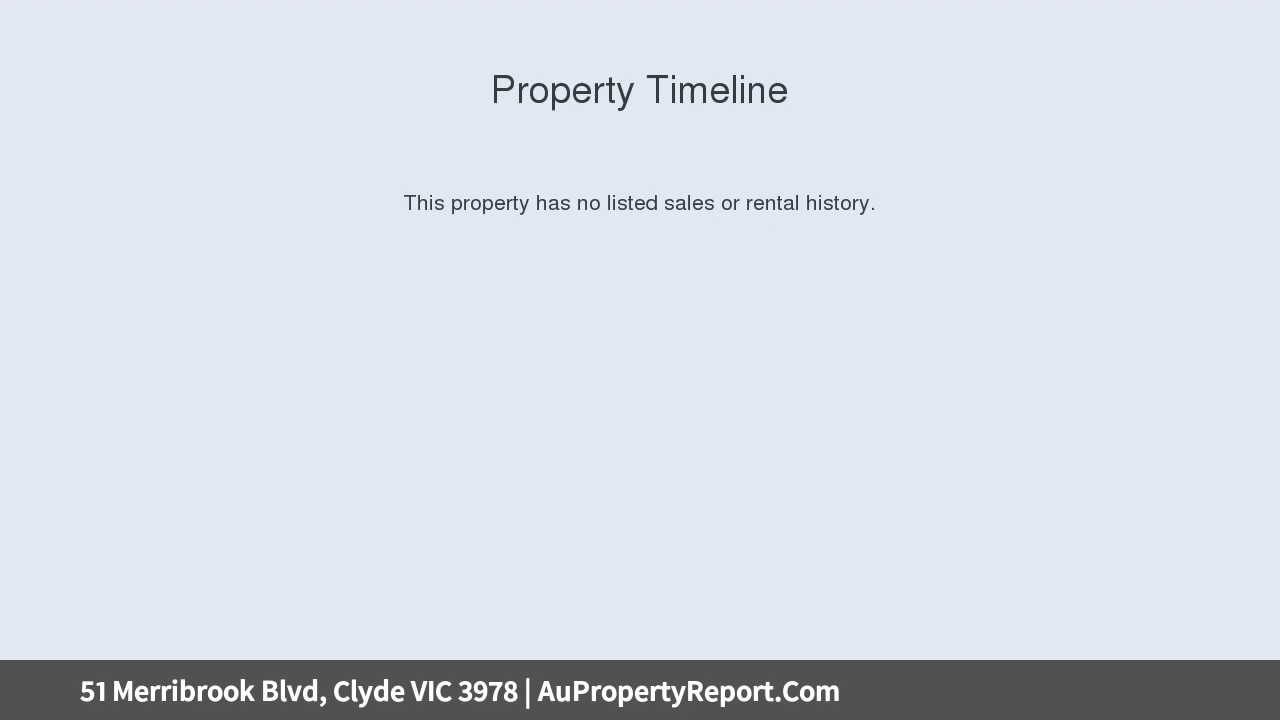 Property Timeline
This property has no listed sales or rental history.
51 Merribrook Blvd, Clyde VIC 3978 | AuPropertyReport.Com